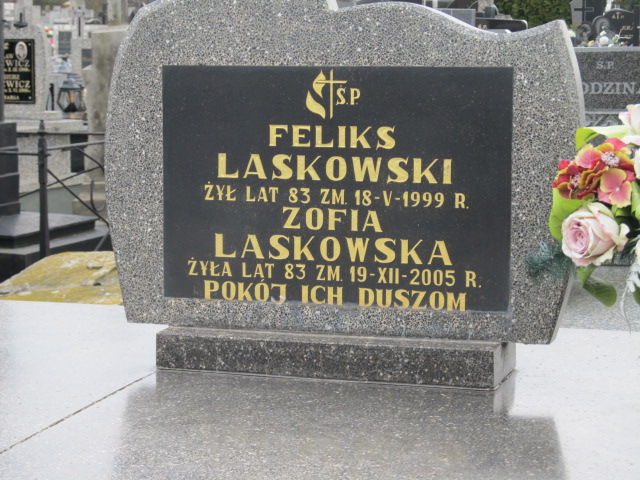 Ś.P.
FELIKS
LASKOWSKI
ŻYŁ LAT 83 ZM. 18-V-1999 R.
ZOFIA
LASKOWSKA
ŻYŁA LAT 83 ZM. 19-XII-2005 R.
POKÓJ ICH DUSZOM
Ś.P.